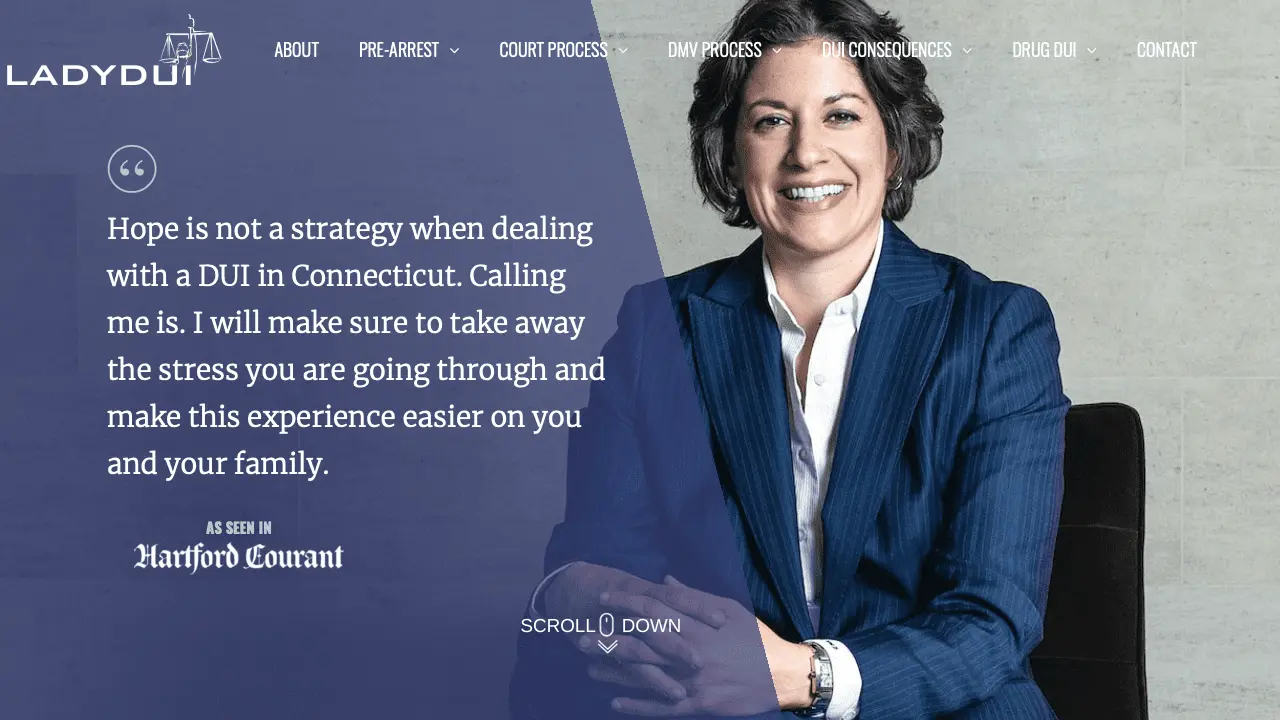 LADYDUI
ABOUT PRE-ARREST COURT PROCESS DMV PROCESS DUI CONSEQUENCES DRUG DUI CONTACT
Hope is not a strategy when dealing
with a DUI in Connecticut. Calling
me is. I will make sure to take away
the stress you are going through and
make this experience easier on you
and your family.
AS SEEN IN
Hartford Courant
SCROLL DOWN